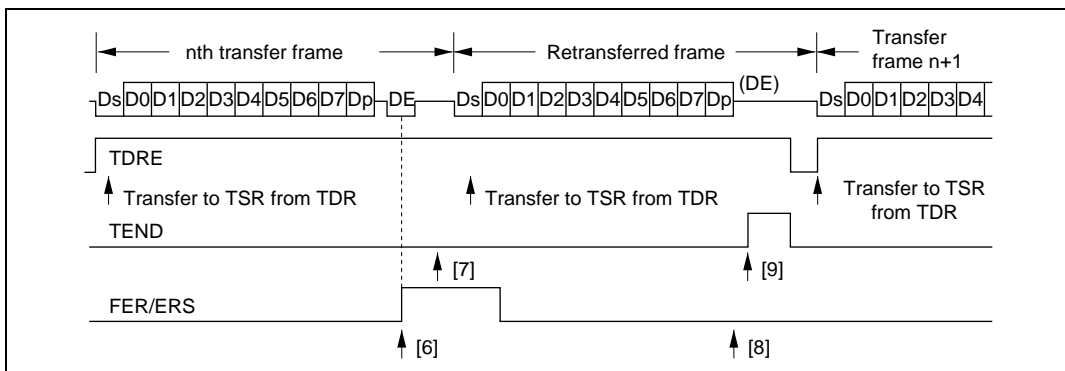 nth transfer frame
Retransferred frame
Transfer
frame n+1
Ds D0 D1 D2 D3 D4 D5 D6 D7 Dp DE
Ds D0 D1 D2 D3 D4 D5 D6 D7 Dp (DE)
Ds D0 D1 D2 D3 D4
TDRE
Transfer to TSR from TDR
Transfer to TSR from TDR
Transfer to TSR
from TDR
TEND
[7]
[9]
FER/ERS
[6]
[8]